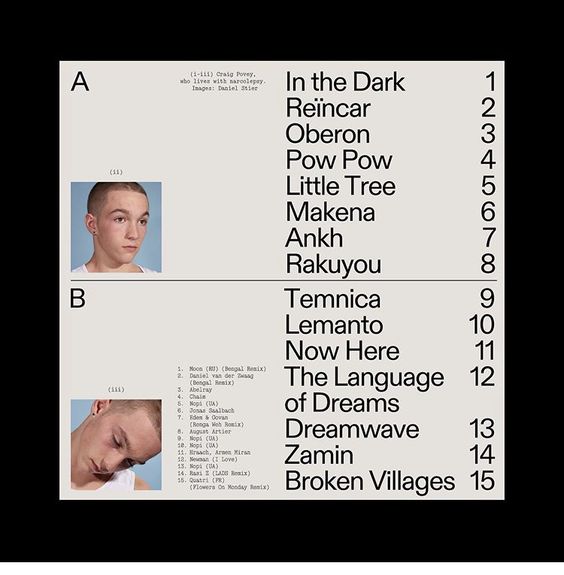 A
(i-iii) Craig Povey,
who lives with narcolepsy.
Images: Daniel Stier
(ii)
In the Dark 1
Reïncar 2
Oberon 3
Pow Pow 4
Little Tree 5
Makena 6
Ankh 7
Rakuyou 8
B
(iii)
1. Moon (RU) (Bengal Remix)
2. Daniel van der Zwaag
(Bengal Remix)
3. Abelray
4. Chaim
5. Nopi (UA)
6. Jonas Saalbach
7. Edem & Govan
(Renga Weh Remix)
8. August Artier
9. Nopi (UA)
10. Nopi (UA)
11. Hraach, Armen Miran
12. Newman (I Love)
13. Nopi (UA)
14. Rasi Z (LADS Remix)
15. Quatri (FR)
(Flowers On Monday Remix)
Temnica 9
Lemanto 10
Now Here 11
The Language 12
of Dreams
Dreamwave 13
Zamin 14
Broken Villages 15